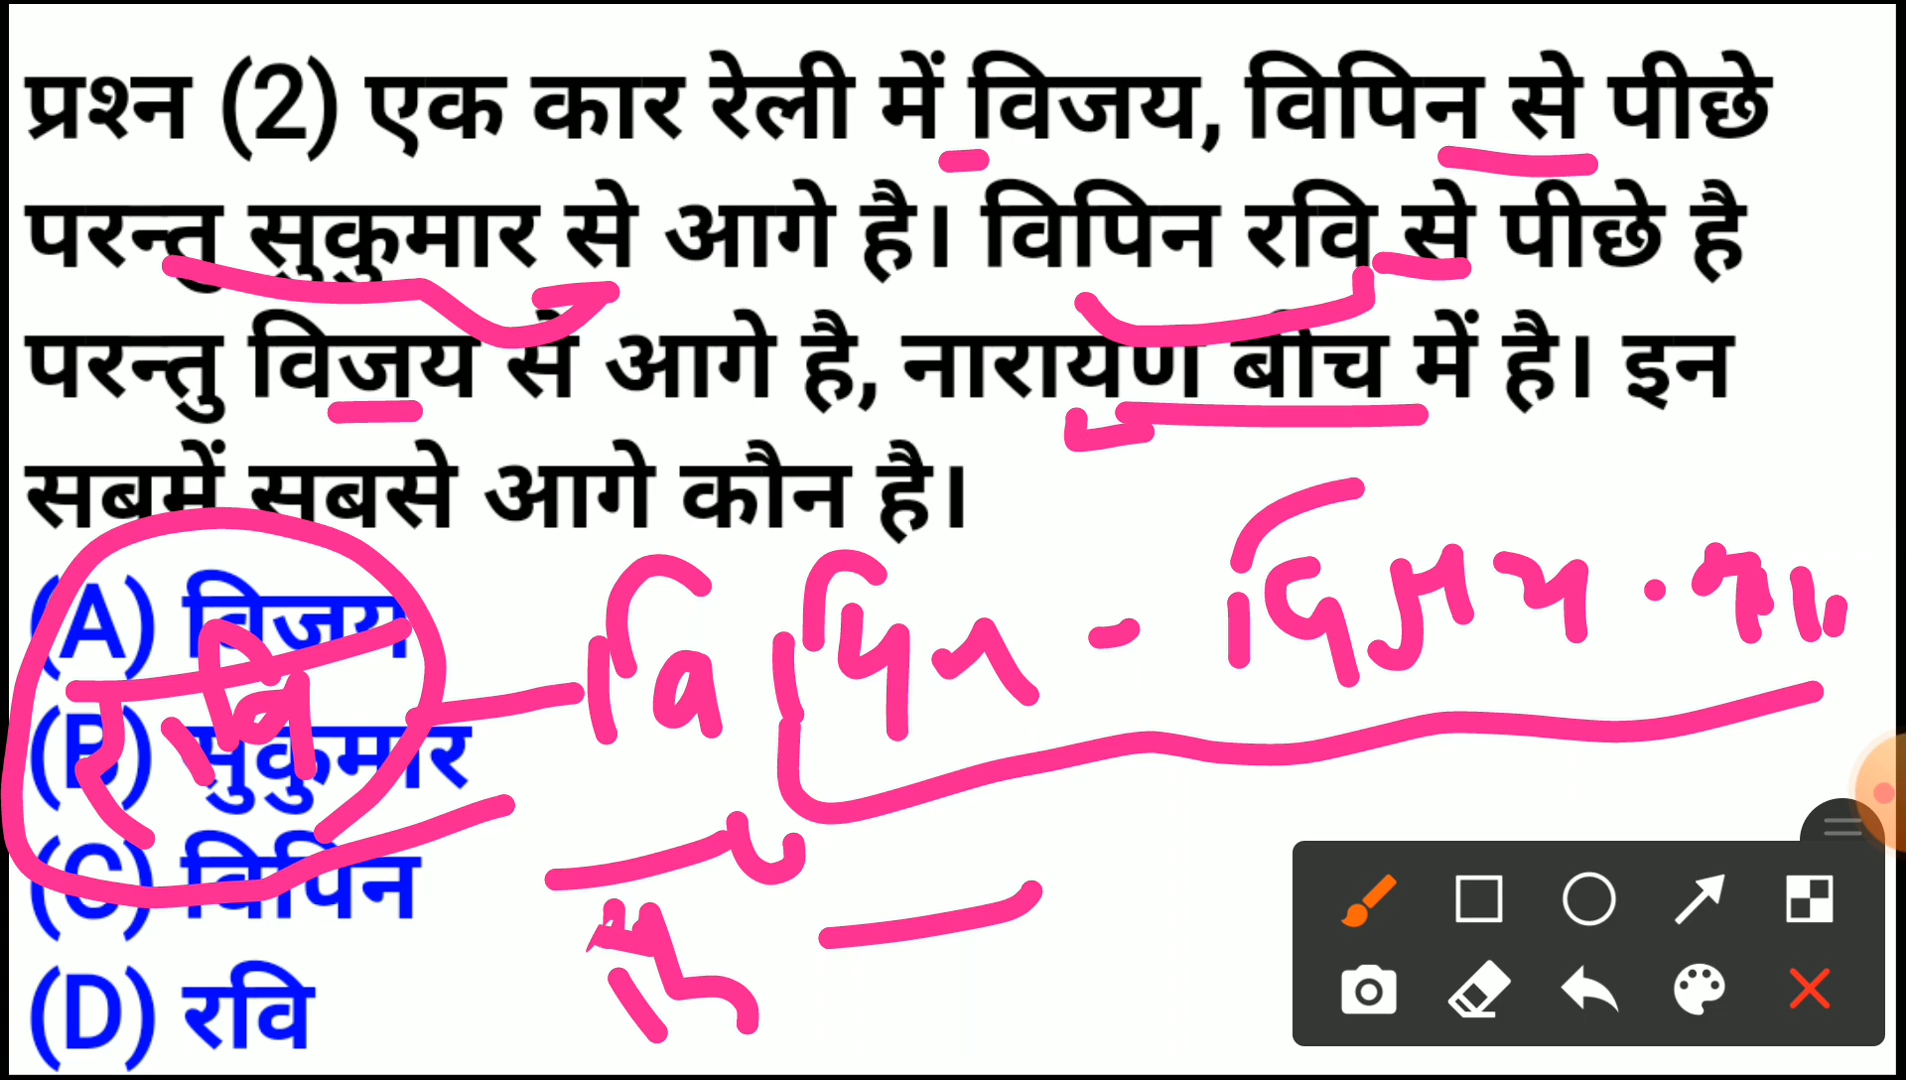 प्रश्न (2) एक कार रेली में विजय, विपिन से पीछे
परन्तु सुकुमार से आगे है। विपिन रवि से पीछे है
परन्तु विजय से आगे है, नारायण बीच में है। इन
सबमें सबसे आगे कौन है।
(A) विजय
(B) सुकुमार
(C) विपिन
(D) रवि
रवि